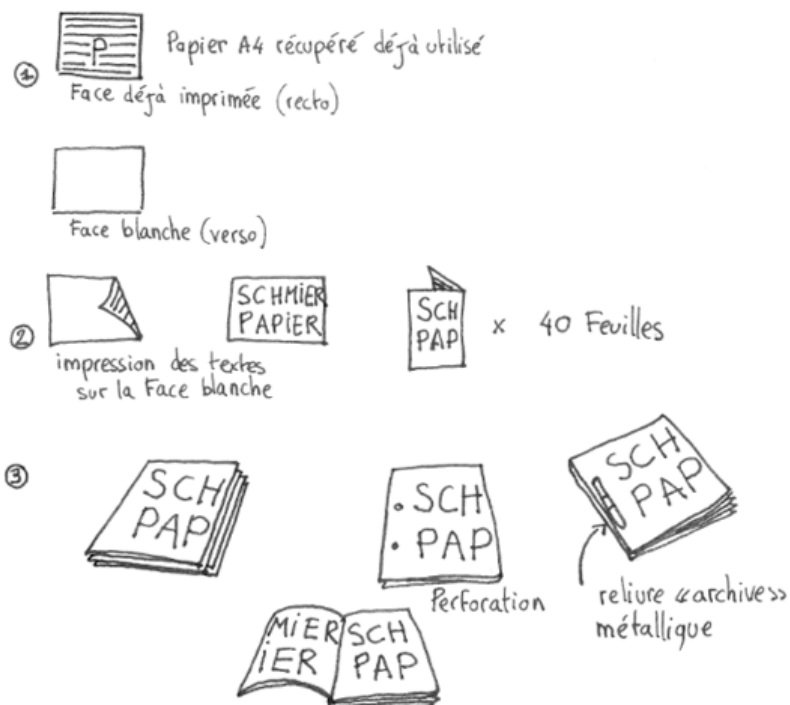 ① P Papier A4 récupéré déjà utilisé
Face déjà imprimée (recto)
Face blanche (verso)
②
SCHMIER
PAPIER
SCH
PAP
x 40 Feuilles
impression des textes
sur la Face blanche
③
SCH
PAP
SCH
PAP
Perforation
SCH
PAP
reliure «archive»
métallique
MIER SCH
IER PAP